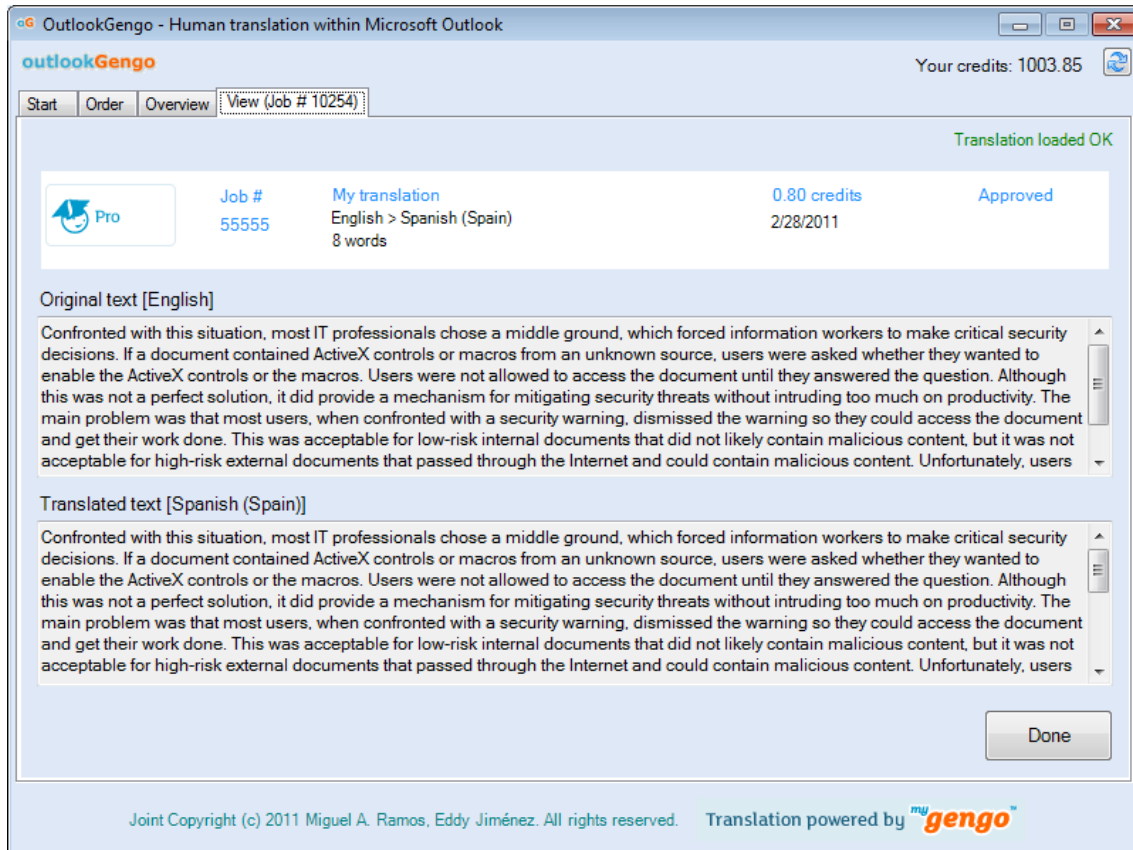 oG OutlookGengo - Human translation within Microsoft Outlook
outlookGengo
Your credits: 1003.85
Start Order Overview View (Job # 10254)
Translation loaded OK
Pro
Job #
55555
My translation
English > Spanish (Spain)
8 words
0.80 credits
2/28/2011
Approved
Original text [English]
Confronted with this situation, most IT professionals chose a middle ground, which forced information workers to make critical security
decisions. If a document contained ActiveX controls or macros from an unknown source, users were asked whether they wanted to
enable the ActiveX controls or the macros. Users were not allowed to access the document until they answered the question. Although
this was not a perfect solution, it did provide a mechanism for mitigating security threats without intruding too much on productivity. The
main problem was that most users, when confronted with a security warning, dismissed the warning so they could access the document
and get their work done. This was acceptable for low-risk internal documents that did not likely contain malicious content, but it was not
acceptable for high-risk external documents that passed through the Internet and could contain malicious content. Unfortunately, users
Translated text [Spanish (Spain)]
Confronted with this situation, most IT professionals chose a middle ground, which forced information workers to make critical security
decisions. If a document contained ActiveX controls or macros from an unknown source, users were asked whether they wanted to
enable the ActiveX controls or the macros. Users were not allowed to access the document until they answered the question. Although
this was not a perfect solution, it did provide a mechanism for mitigating security threats without intruding too much on productivity. The
main problem was that most users, when confronted with a security warning, dismissed the warning so they could access the document
and get their work done. This was acceptable for low-risk internal documents that did not likely contain malicious content, but it was not
acceptable for high-risk external documents that passed through the Internet and could contain malicious content. Unfortunately, users
Done
Joint Copyright (c) 2011 Miguel A. Ramos, Eddy Jiménez. All rights reserved. Translation powered by mygengo™